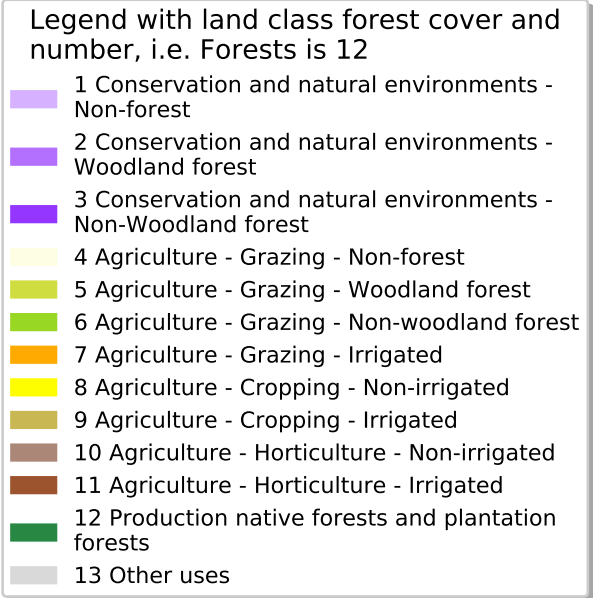 Legend with land class forest cover and
number, i.e. Forests is 12
1 Conservation and natural environments -
Non-forest
2 Conservation and natural environments -
Woodland forest
3 Conservation and natural environments -
Non-Woodland forest
4 Agriculture - Grazing - Non-forest
5 Agriculture - Grazing - Woodland forest
6 Agriculture - Grazing - Non-woodland forest
7 Agriculture - Grazing - Irrigated
8 Agriculture - Cropping - Non-irrigated
9 Agriculture - Cropping - Irrigated
10 Agriculture - Horticulture - Non-irrigated
11 Agriculture - Horticulture - Irrigated
12 Production native forests and plantation
forests
13 Other uses